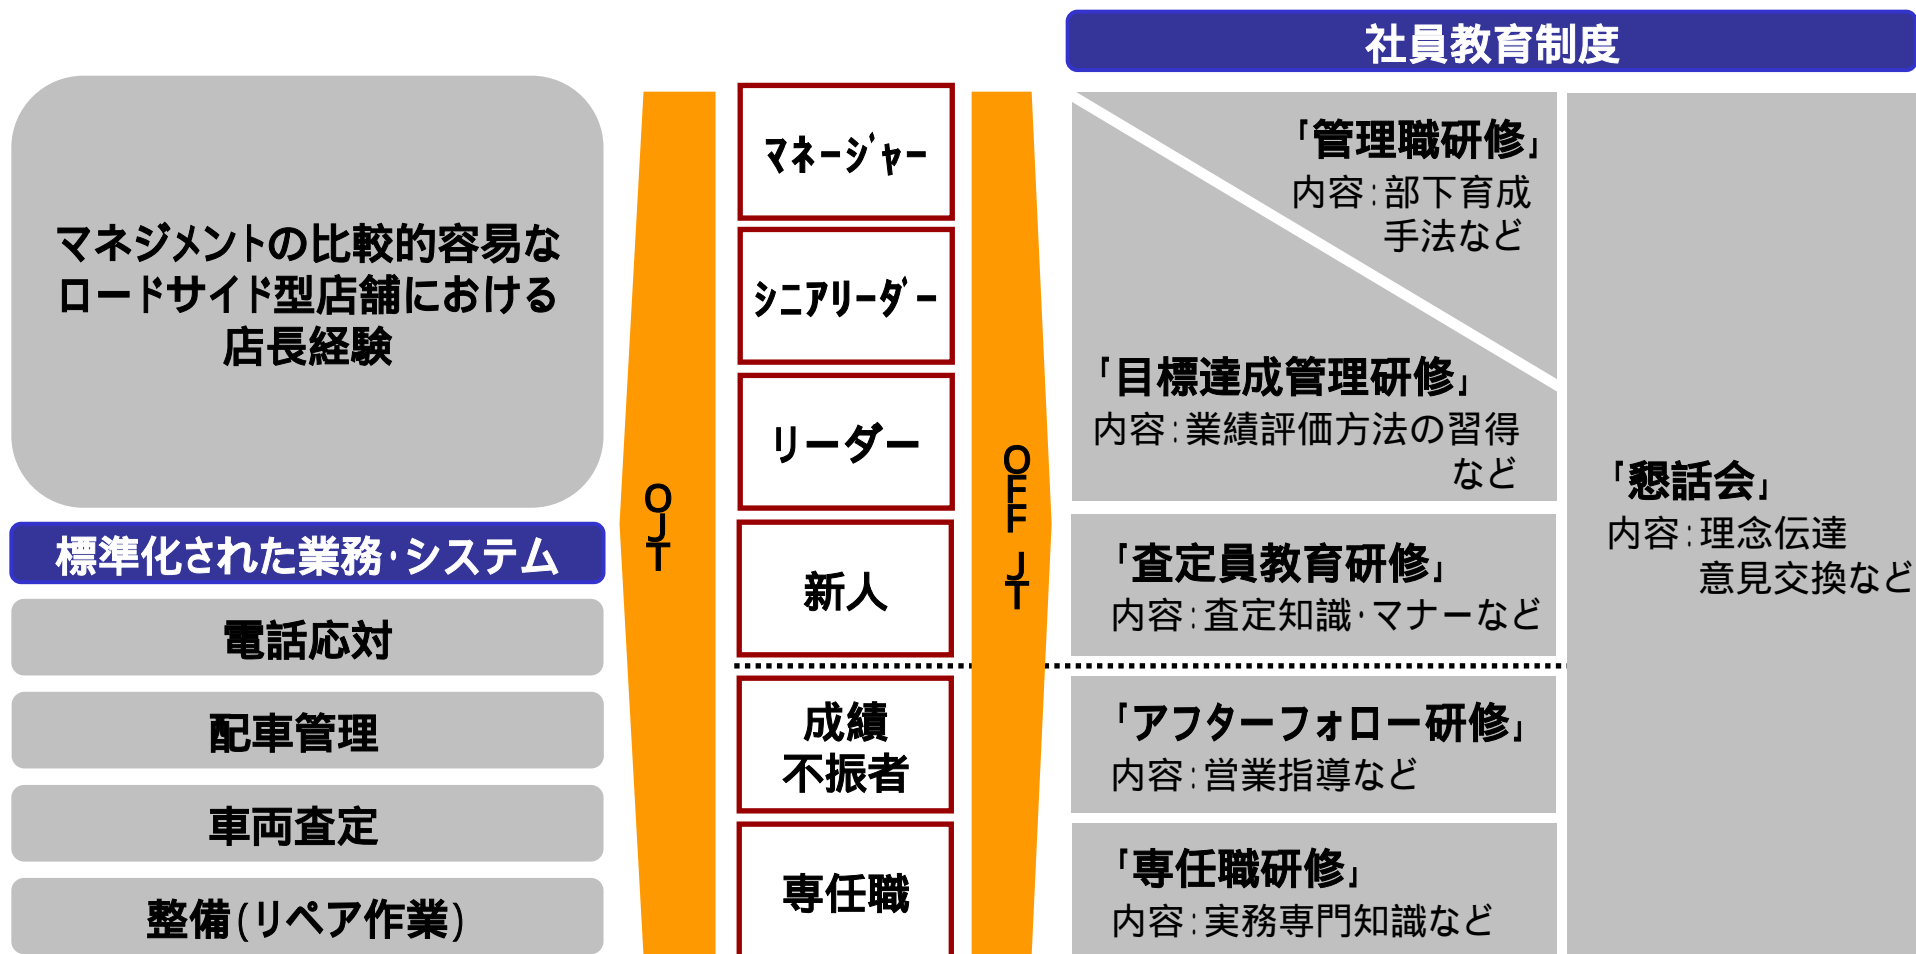 社員教育制度
マネジメントの比較的容易な
ロードサイド型店舗における
店長経験
標準化された業務・システム
電話応対
配車管理
車両査定
整備(リペア作業)
OJT
マネージャー
シニアリーダー
リーダー
新人
成績
不振者
専任職
OFF JT
「管理職研修」
内容:部下育成
手法など
「目標達成管理研修」
内容:業績評価方法の習得
など
「査定員教育研修」
内容:査定知識・マナーなど
「アフターフォロー研修」
内容:営業指導など
「専任職研修」
内容:実務専門知識など
「懇話会」
内容:理念伝達
意見交換など